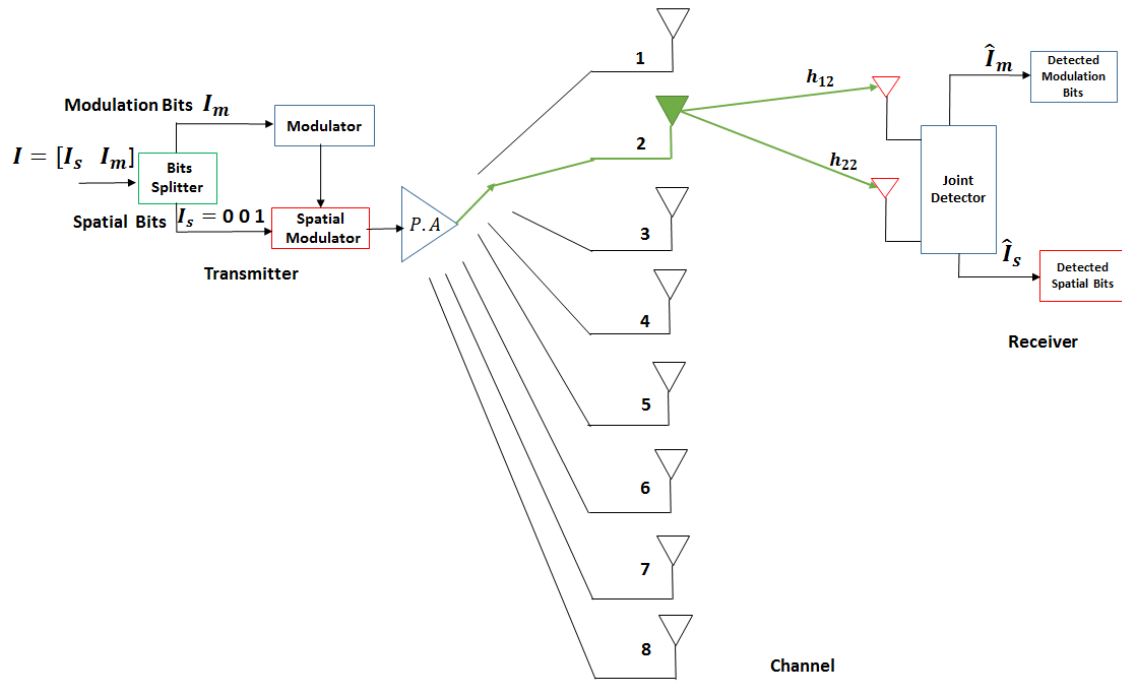 Modulation Bits I_m
I = [I_s I_m]
Bits
Splitter
Modulator
Spatial Bits I_s = 0 0 1
Spatial
Modulator
Transmitter
P.A
1
2
3
4
5
6
7
8
h_12
h_22
Î_m
Detected
Modulation
Bits
Joint
Detector
Î_s
Detected
Spatial Bits
Receiver
Channel